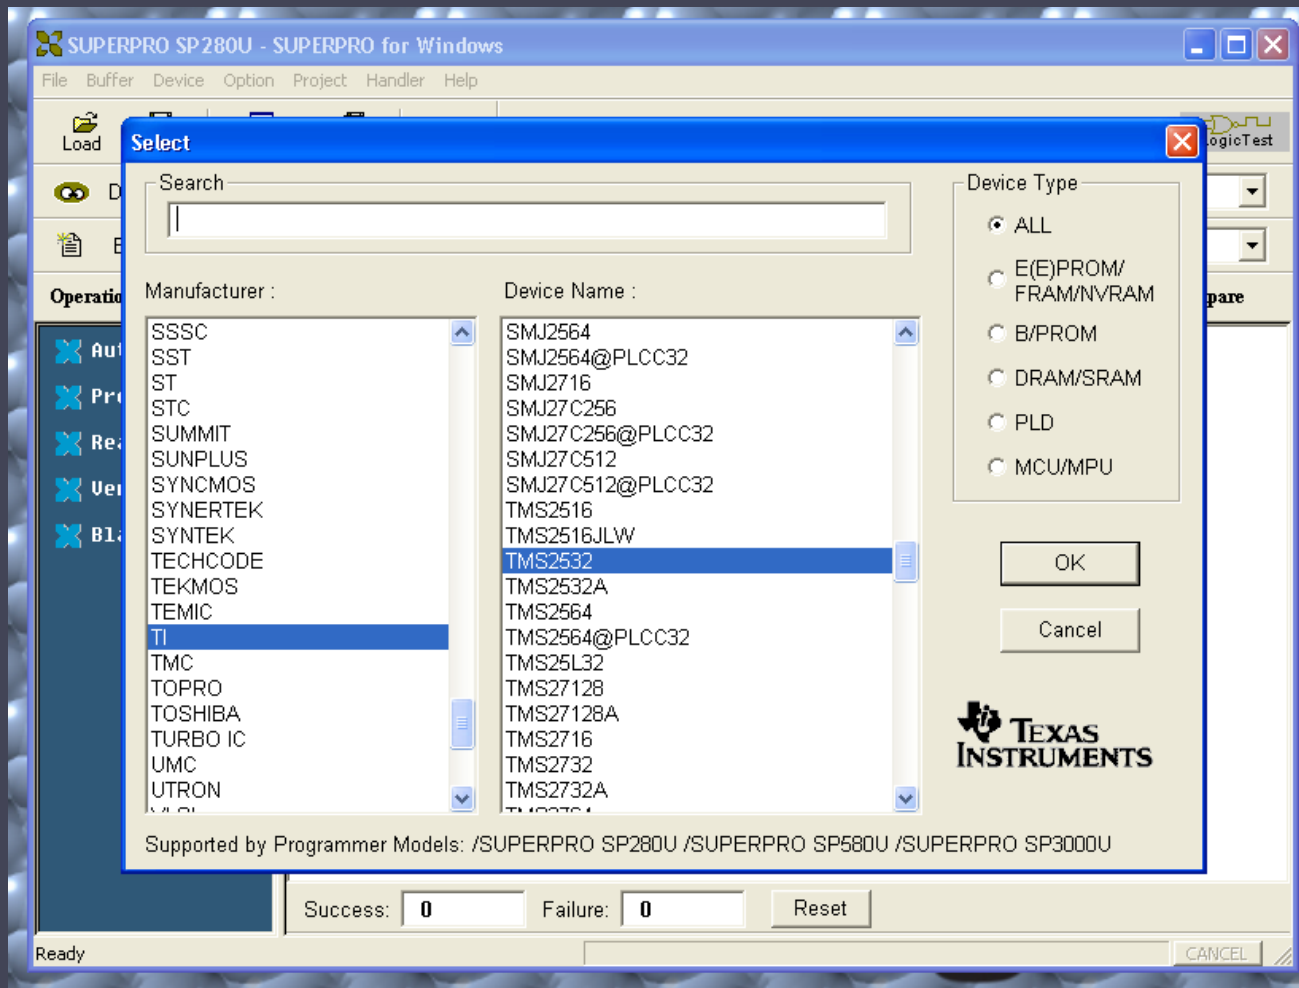 SUPERPRO SP280U - SUPERPRO for Windows
File Buffer Device Option Project Handler Help
Load
LogicTest
Select
Search
Device Type
ALL
E(E)PROM/
FRAM/NVRAM
B/PROM
DRAM/SRAM
PLD
MCU/MPU
Manufacturer :
SSSC
SST
ST
STC
SUMMIT
SUNPLUS
SYNCMOS
SYNERTEK
SYNTEK
TECHCODE
TEKMOS
TEMIC
TI
TMC
TOPRO
TOSHIBA
TURBO IC
UMC
UTRON
Device Name :
SMJ2564
SMJ2564@PLCC32
SMJ2716
SMJ27C256
SMJ27C256@PLCC32
SMJ27C512
SMJ27C512@PLCC32
TMS2516
TMS2516JLW
TMS2532
TMS2532A
TMS2564
TMS2564@PLCC32
TMS25L32
TMS27128
TMS27128A
TMS2716
TMS2732
TMS2732A
OK
Cancel
TEXAS
INSTRUMENTS
Supported by Programmer Models: /SUPERPRO SP280U /SUPERPRO SP580U /SUPERPRO SP3000U
Success: 0 Failure: 0 Reset
Ready
CANCEL